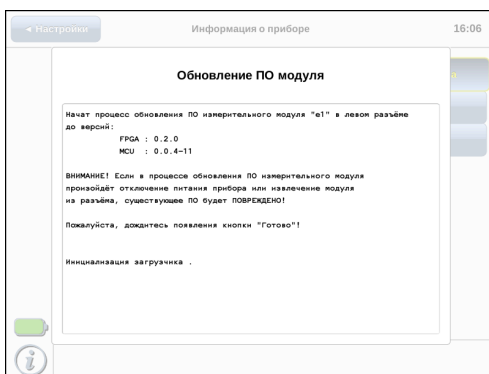 ◄ Настройки
Информация о приборе
16:06
Обновление ПО модуля
Начат процесс обновления ПО измерительного модуля "e1" в левом разъёме
до версий:
FPGA : 0.2.0
MCU : 0.0.4-11
ВНИМАНИЕ! Если в процессе обновления ПО измерительного модуля
произойдёт отключение питания прибора или извлечение модуля
из разъёма, существующее ПО будет ПОВРЕЖДЕНО!
Пожалуйста, дождитесь появления кнопки "Готово"!
Инициализация загрузчика .